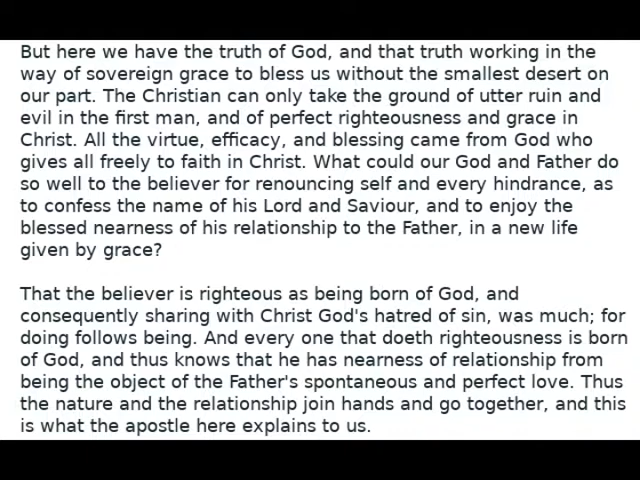 But here we have the truth of God, and that truth working in the
way of sovereign grace to bless us without the smallest desert on
our part. The Christian can only take the ground of utter ruin and
evil in the first man, and of perfect righteousness and grace in
Christ. All the virtue, efficacy, and blessing came from God who
gives all freely to faith in Christ. What could our God and Father do
so well to the believer for renouncing self and every hindrance, as
to confess the name of his Lord and Saviour, and to enjoy the
blessed nearness of his relationship to the Father, in a new life
given by grace?
That the believer is righteous as being born of God, and
consequently sharing with Christ God's hatred of sin, was much; for
doing follows being. And every one that doeth righteousness is born
of God, and thus knows that he has nearness of relationship from
being the object of the Father's spontaneous and perfect love. Thus
the nature and the relationship join hands and go together, and this
is what the apostle here explains to us.